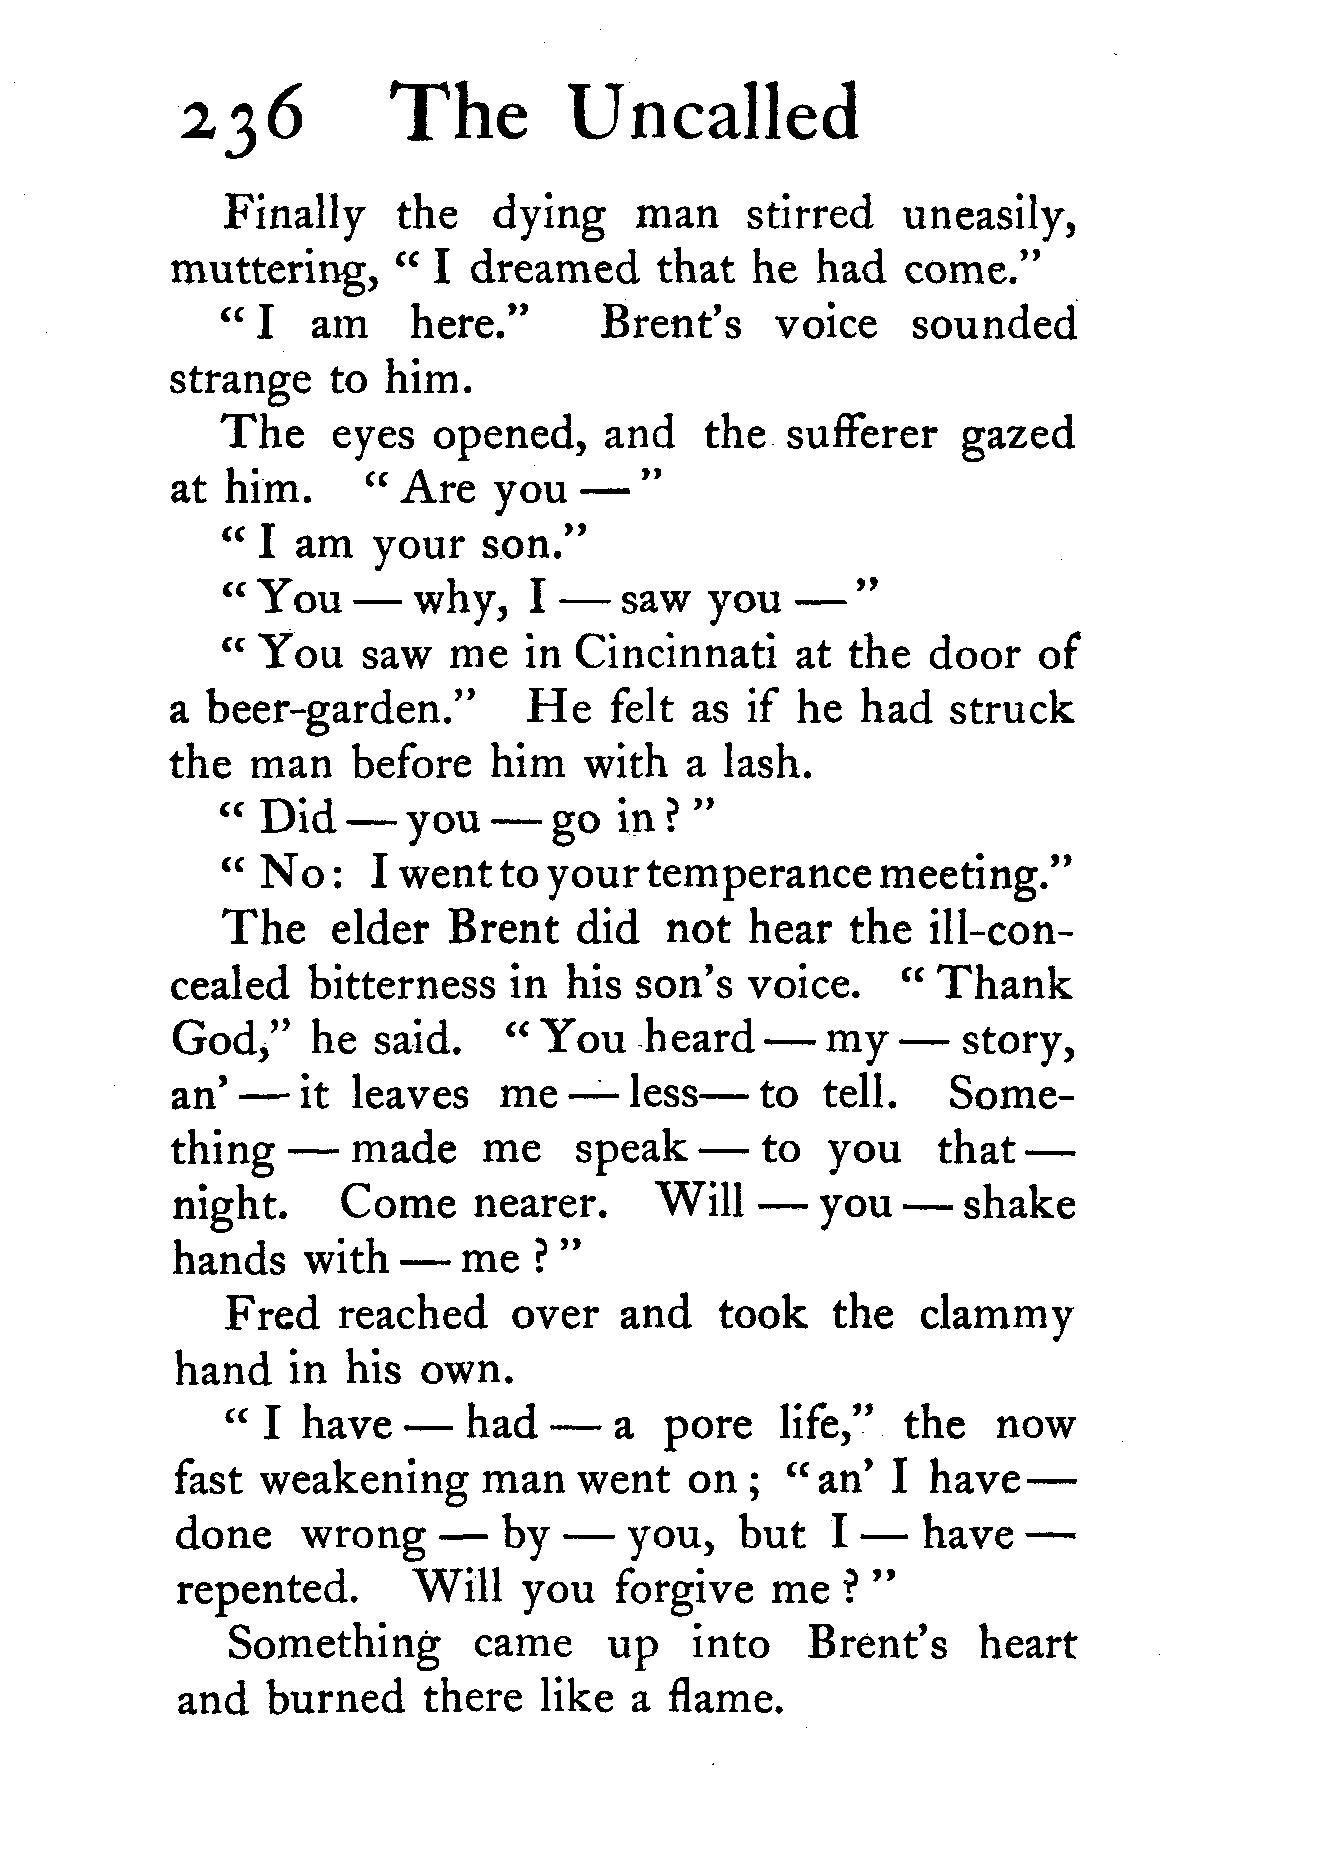 236 The Uncalled
Finally the dying man stirred uneasily,
muttering, “ I dreamed that he had come.”
“ I am here.” Brent’s voice sounded
strange to him.
The eyes opened, and the sufferer gazed
at him. “ Are you — ”
“ I am your son.”
“ You — why, I — saw you — ”
“ You saw me in Cincinnati at the door of
a beer-garden.” He felt as if he had struck
the man before him with a lash.
“ Did — you — go in ? ”
“ No : I went to your temperance meeting.”
The elder Brent did not hear the ill-con-
cealed bitterness in his son’s voice. “ Thank
God,” he said. “ You heard — my — story,
an’ — it leaves me — less — to tell. Some-
thing — made me speak — to you that —
night. Come nearer. Will — you — shake
hands with — me ? ”
Fred reached over and took the clammy
hand in his own.
“ I have — had — a pore life,” the now
fast weakening man went on ; “ an’ I have —
done wrong — by — you, but I — have —
repented. Will you forgive me ? ”
Something came up into Brent’s heart
and burned there like a flame.